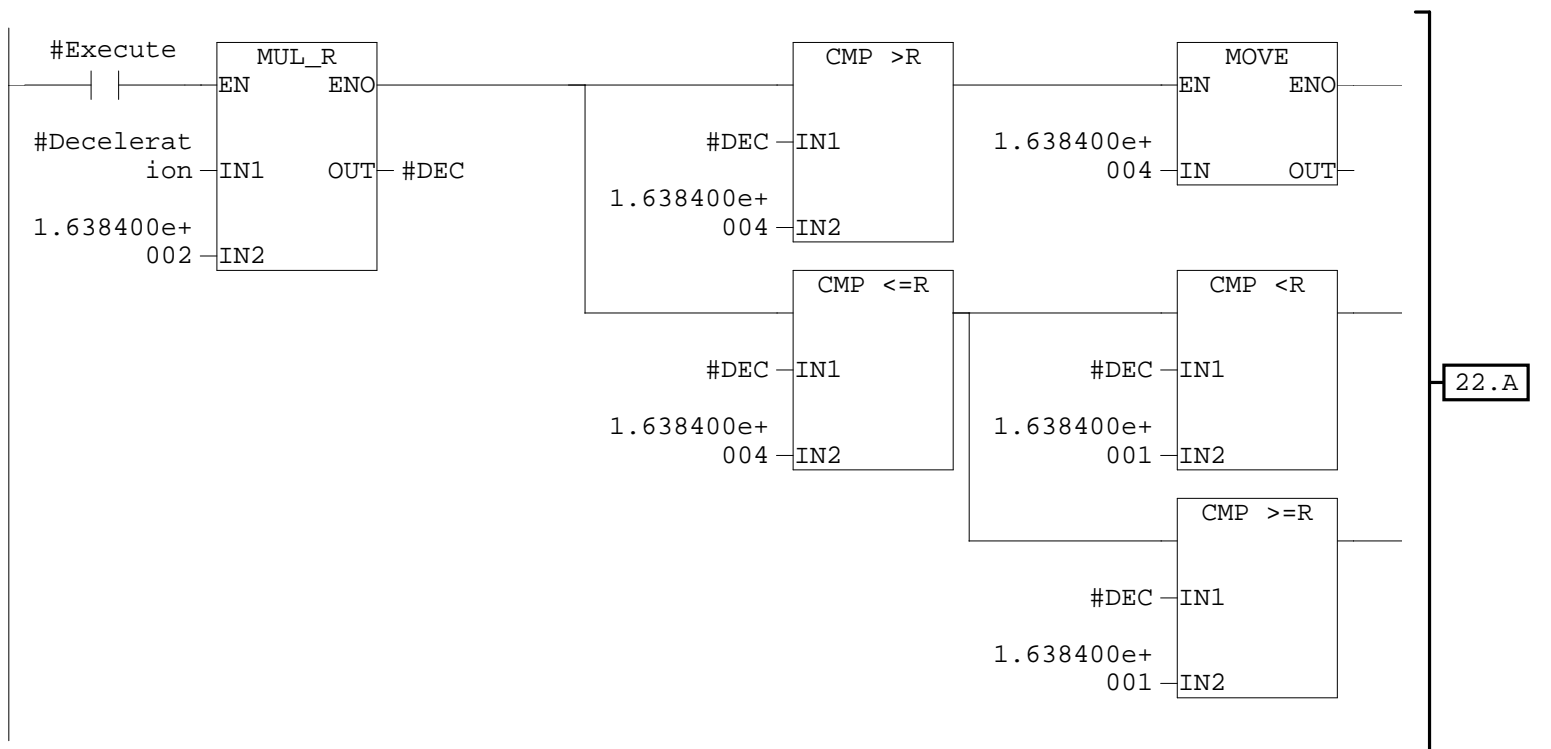 #Execute
MUL_R
EN ENO
#Decelerat
ion IN1 OUT #DEC
1.638400e+
002 IN2
CMP >R
#DEC IN1
1.638400e+
004 IN2
MOVE
EN ENO
1.638400e+
004 IN OUT
CMP <=R
#DEC IN1
1.638400e+
004 IN2
CMP <R
#DEC IN1
1.638400e+
001 IN2
CMP >=R
#DEC IN1
1.638400e+
001 IN2
22.A